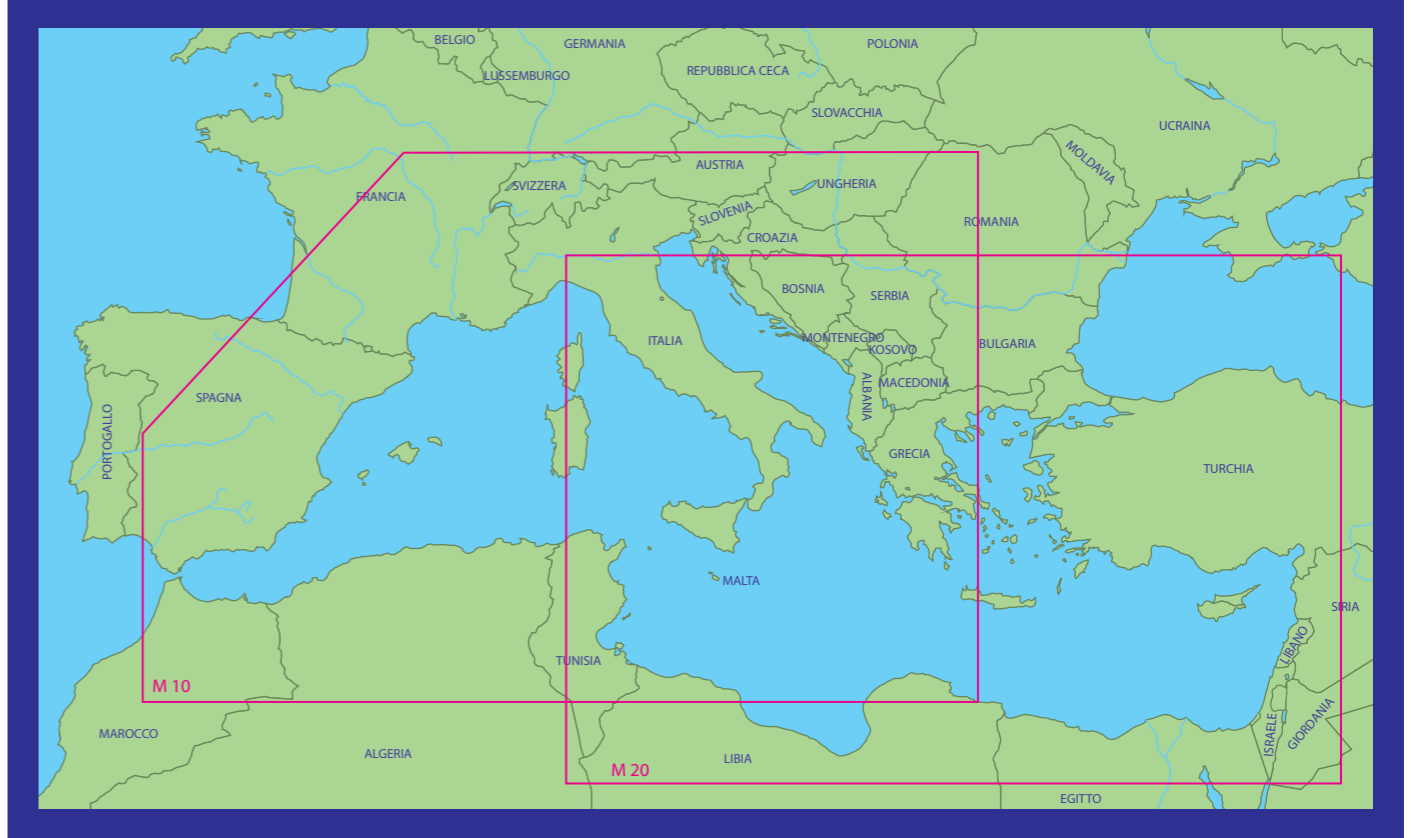 BELGIO
GERMANIA
POLONIA
LUSSEMBURGO
REPUBBLICA CECA
SLOVACCHIA
UCRAINA
MOLDAVIA
AUSTRIA
FRANCIA
SVIZZERA
UNGHERIA
SLOVENIA
ROMANIA
CROAZIA
BOSNIA
SERBIA
ITALIA
MONTENEGRO
KOSOVO
BULGARIA
MACEDONIA
ALBANIA
SPAGNA
PORTOGALLO
GRECIA
TURCHIA
MALTA
SIRIA
LIBANO
TUNISIA
M 10
MAROCCO
ALGERIA
LIBIA
ISRAELE
GIORDANIA
M 20
EGITTO